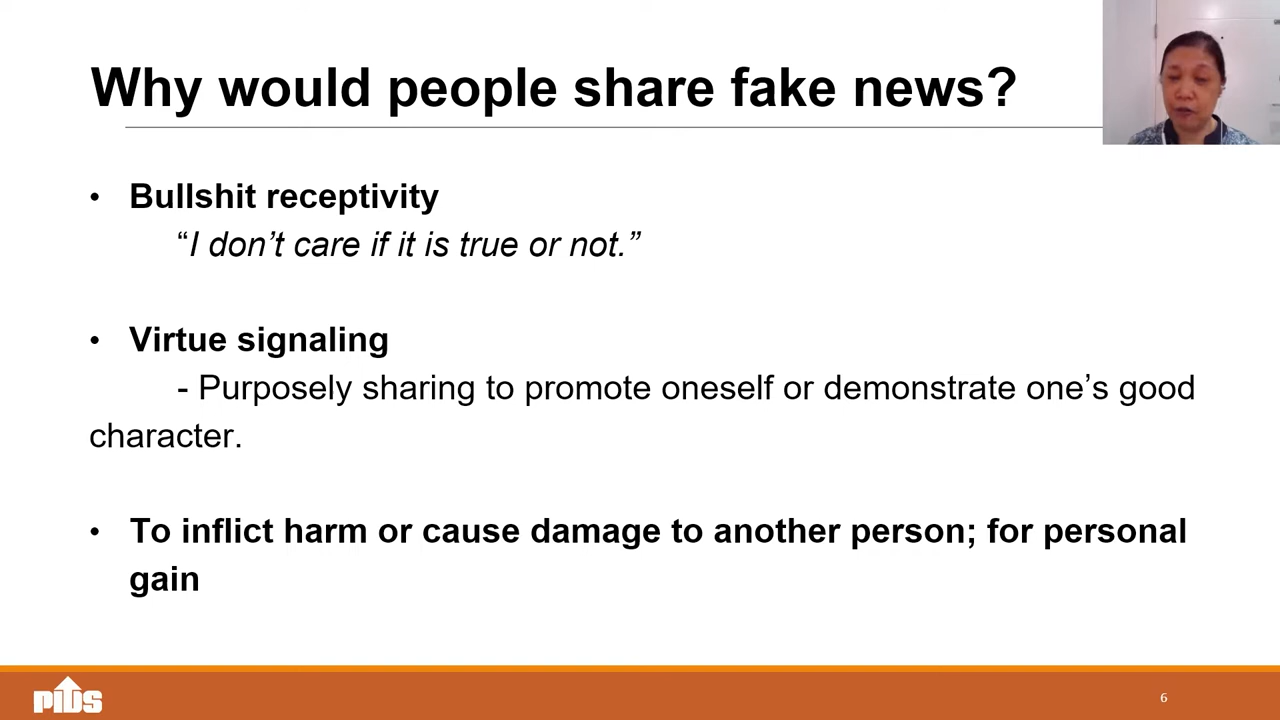 Why would people share fake news?
• Bullshit receptivity
“I don’t care if it is true or not.”
• Virtue signaling
- Purposely sharing to promote oneself or demonstrate one’s good
character.
• To inflict harm or cause damage to another person; for personal
gain
PIDS
6